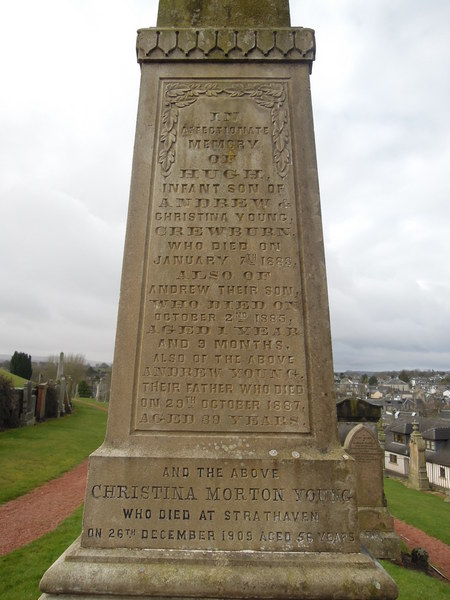 IN
AFFECTIONATE
MEMORY
OF
HUGH,
INFANT SON OF
ANDREW &
CHRISTINA YOUNG,
CREWBURN,
WHO DIED ON
JANUARY 7TH
ALSO OF
ANDREW THEIR SON,
WHO DIED ON
OCTOBER 2ND 1885,
AGED 1 YEAR
AND 9 MONTHS.
ALSO OF THE ABOVE
ANDREW YOUNG,
THEIR FATHER WHO DIED
ON 29TH OCTOBER 1887,
AGED 39 YEARS.
AND THE ABOVE
CHRISTINA MORTON YOUNG
WHO DIED AT STRATHAVEN
ON 26TH DECEMBER 1909 AGED 56 YEARS